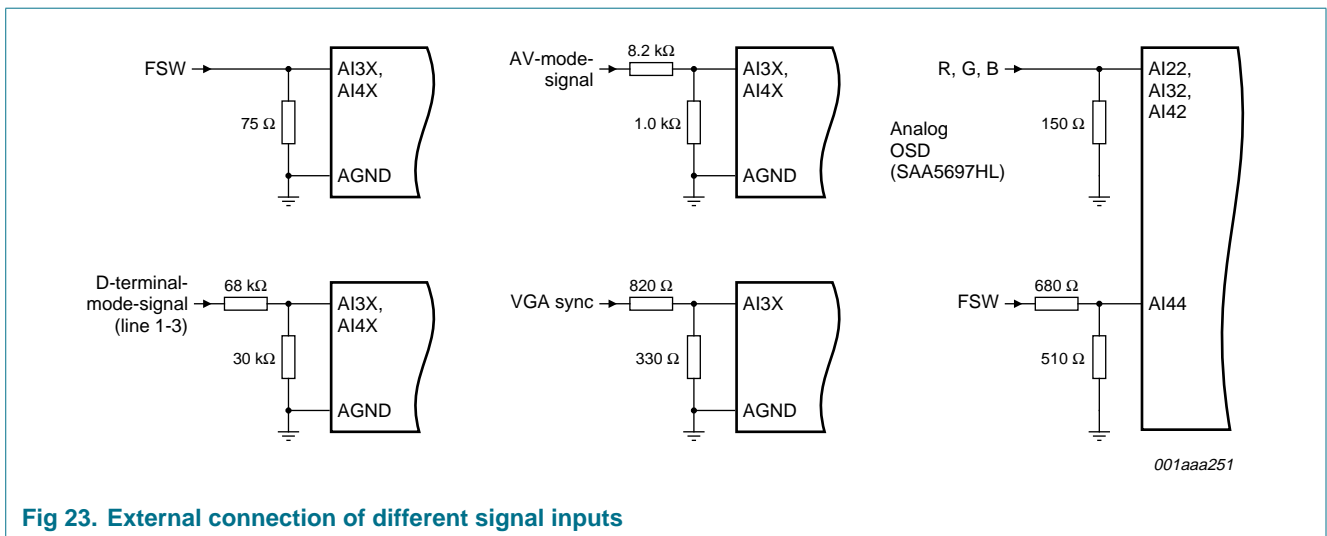 FSW
75 Ω
AI3X,
AI4X
AGND
AV-mode-
signal
8.2 kΩ
1.0 kΩ
AI3X,
AI4X
AGND
R, G, B
Analog
OSD
(SAA5697HL)
150 Ω
AI22,
AI32,
AI42
D-terminal-
mode-signal
(line 1-3)
68 kΩ
30 kΩ
AI3X,
AI4X
AGND
VGA sync
820 Ω
330 Ω
AI3X
AGND
FSW
680 Ω
510 Ω
AI44
001aaa251
Fig 23. External connection of different signal inputs